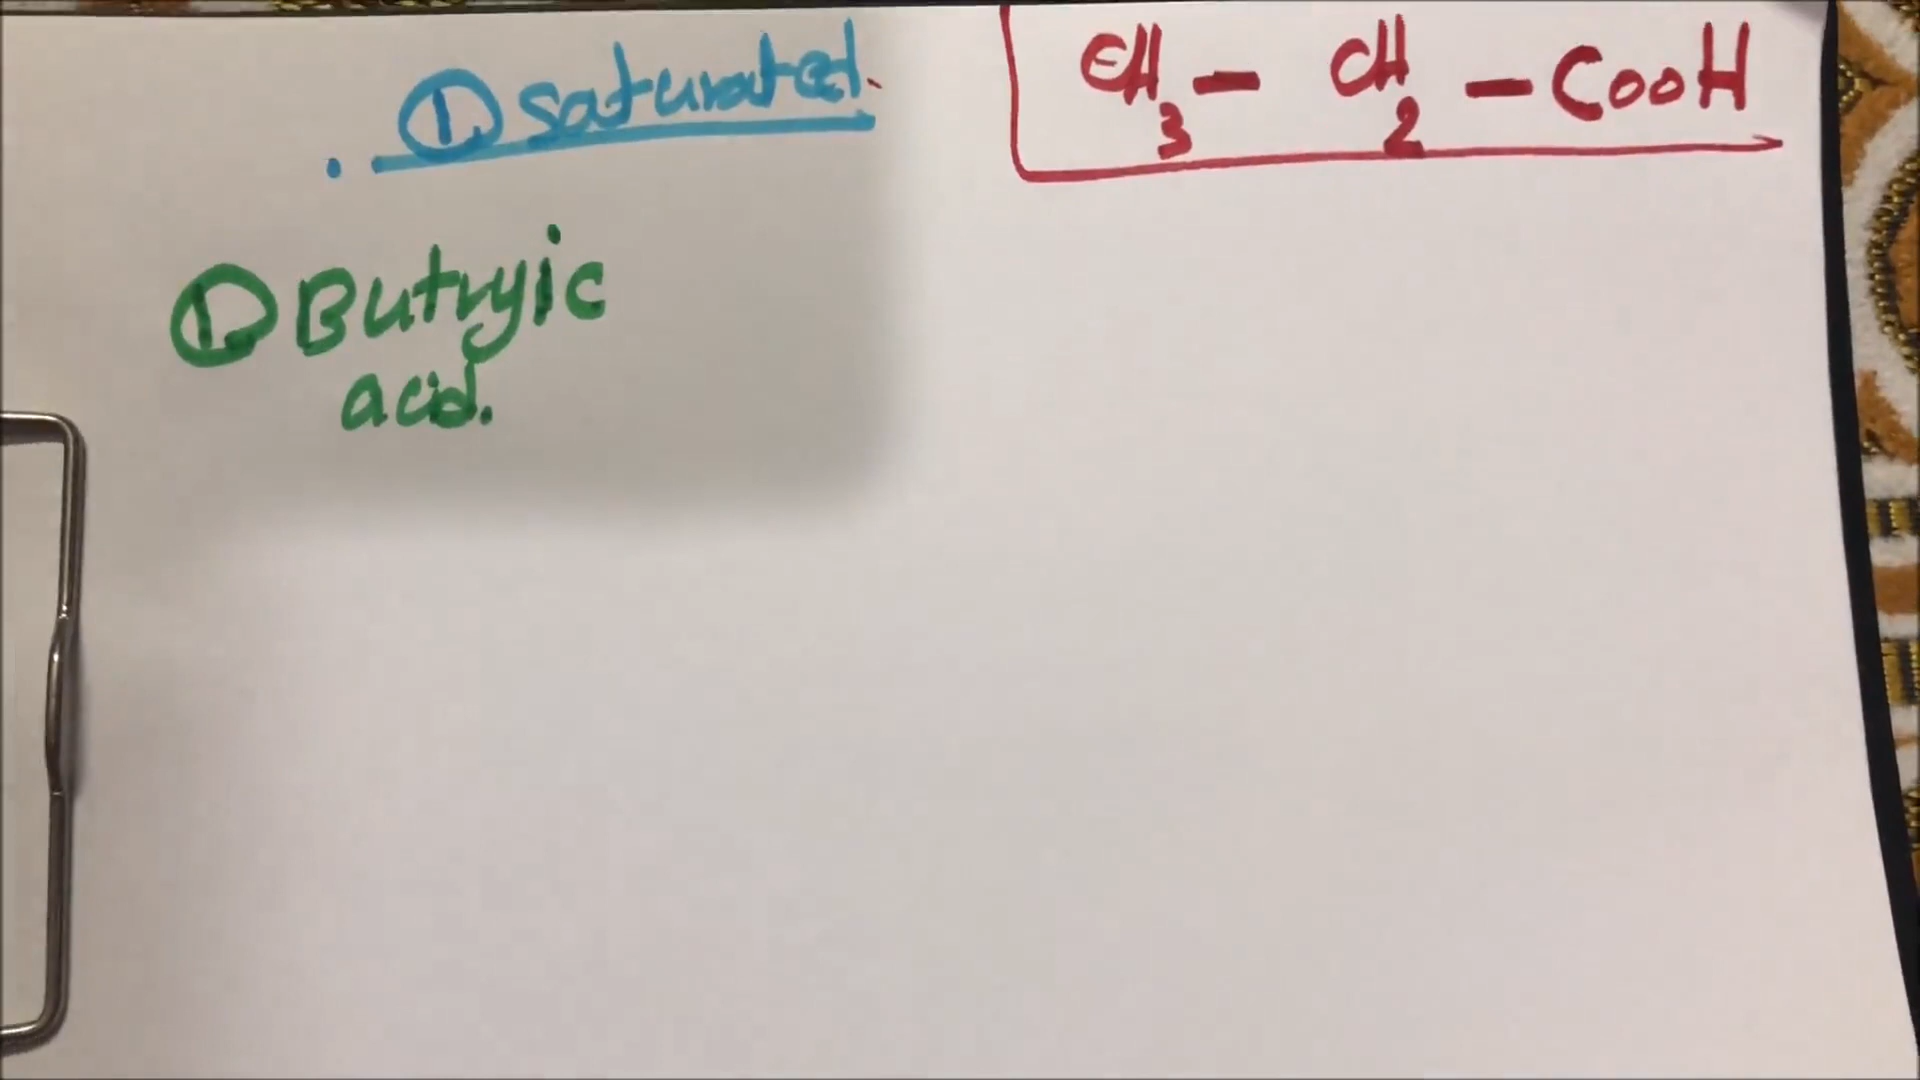 ① saturated.
CH3 - CH2 - COOH
① Butryic
acid.